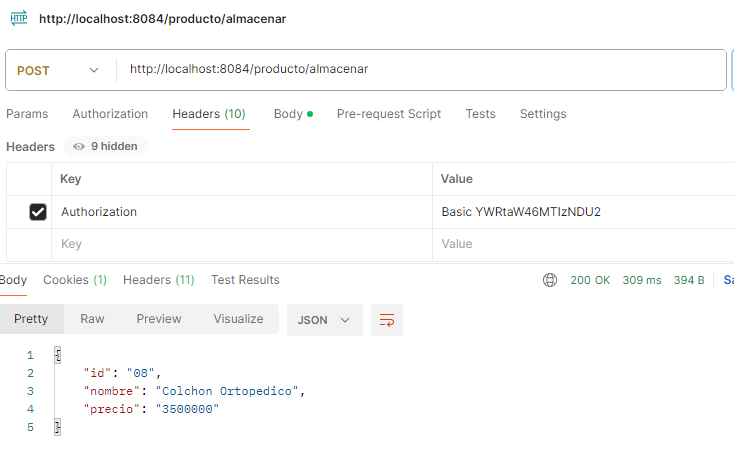 HTTP http://localhost:8084/producto/almacenar
POST http://localhost:8084/producto/almacenar
Params Authorization Headers (10) Body Pre-request Script Tests Settings
Headers 9 hidden
Key Value
Authorization Basic YWRtaW46MTIzNDU2
Key Value
Body Cookies (1) Headers (11) Test Results 200 OK 309 ms 394 B Sa
Pretty Raw Preview Visualize JSON
1 {
2 "id": "08",
3 "nombre": "Colchon Ortopedico",
4 "precio": "3500000"
5 }